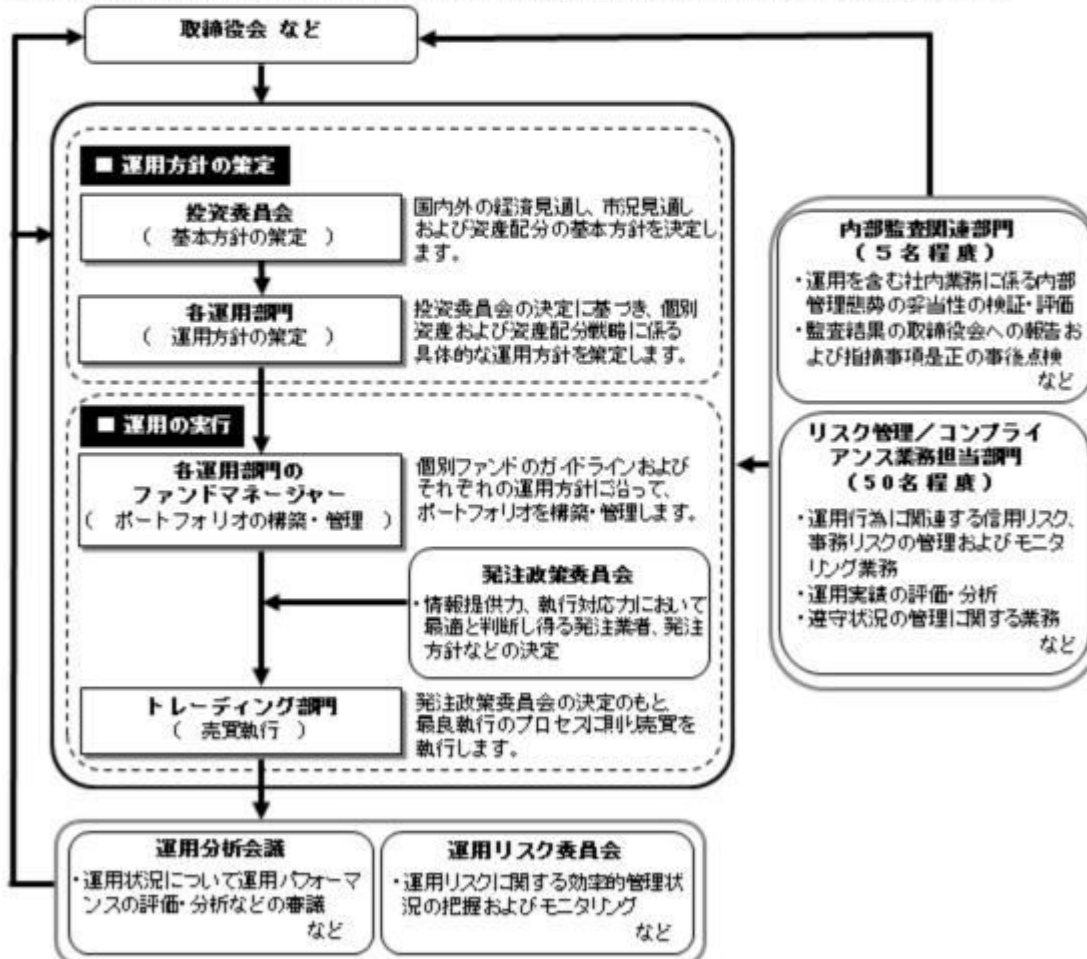 取締役会 など
■ 運用方針の策定
投資委員会
( 基本方針の策定 )
国内外の経済見通し、市況見通し
および資産配分の基本方針を決定し
ます。
各運用部門
( 運用方針の策定 )
投資委員会の決定に基づき、個別
資産および資産配分戦略に係る
具体的な運用方針を策定します。
■ 運用の実行
各運用部門の
ファンドマネージャー
( ポートフォリオの構築・管理 )
個別ファンドのガイドラインおよび
それぞれの運用方針に沿って、
ポートフォリオを構築・管理します。
発注政策委員会
・情報提供力、執行対応力において
最適と判断し得る発注業者、発注
方針などの決定
トレーディング部門
( 売買執行 )
発注政策委員会の決定のもと、
最良執行のプロセスに則り売買を
執行します。
運用分析会議
・運用状況について運用パフォーマ
ンスの評価・分析などの審議
など
運用リスク委員会
・運用リスクに関する効率的管理状
況の把握およびモニタリング
など
内部監査関連部門
(5名程度)
・運用を含む社内業務に係る内部
管理態勢の妥当性の検証・評価
・監査結果の取締役会への報告お
よび指摘事項是正の事後点検
など
リスク管理/コンプライ
アンス業務担当部門
(50名程度)
・運用行為に関連する信用リスク、
事務リスクの管理およびモニタ
リング業務
・運用実績の評価・分析
・遵守状況の管理に関する業務
など